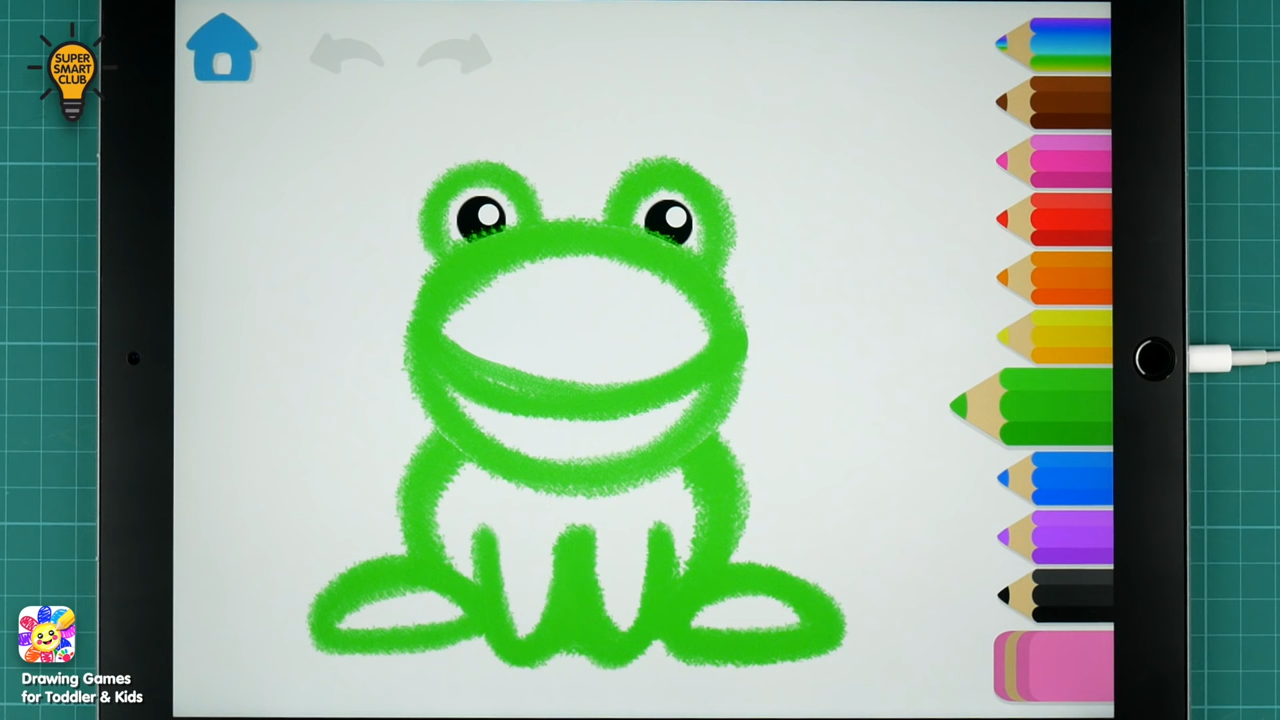 SUPER
SMART
CLUB
Drawing Games
for Toddler & Kids